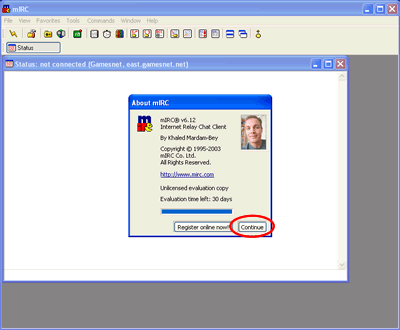 mIRC
File View Favorites Tools Commands Window Help
Status
Status: not connected (Gamesnet, east.gamesnet.net)
About mIRC
mIRC® v6.12
Internet Relay Chat Client
By Khaled Mardam-Bey
Copyright © 1995-2003
mIRC Co. Ltd.
All Rights Reserved.
http://www.mirc.com
Unlicensed evaluation copy
Evaluation time left: 30 days
Register online now!
Continue